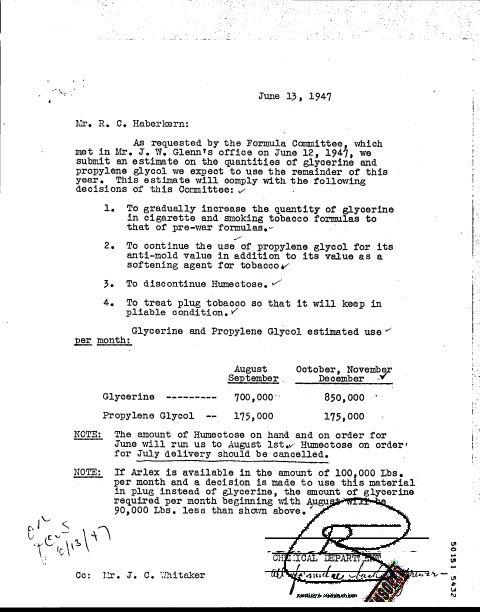 June 13, 1947
Mr. R. C. Haberkern:
As requested by the Formula Committee, which
met in Mr. J. W. Glenn's office on June 12, 1947, we
submit an estimate on the quantities of glycerine and
propylene glycol we expect to use the remainder of this
year. This estimate will comply with the following
decisions of this Committee:
1. To gradually increase the quantity of glycerine
in cigarette and smoking tobacco formulas to
that of pre-war formulas.
2. To continue the use of propylene glycol for its
anti-mold value in addition to its value as a
softening agent for tobacco
3. To discontinue Humectose.
4. To treat plug tobacco so that it will keep in
pliable condition.
Glycerine and Propylene Glycol estimated use
per month:
August October, November
September December
Glycerine --------- 700,000 850,000
Propylene Glycol -- 175,000 175,000
NOTE: The amount of Humectose on hand and on order for
June will run us to August 1st. Humectose on order
for July delivery should be cancelled.
NOTE: If Arlex is available in the amount of 100,000 Lbs.
per month and a decision is made to use this material
in plug instead of glycerine, the amount of glycerine
required per month beginning with August will be
90,000 Lbs. less than shown above.
6/13/47
CHEMICAL DEPARTMENT
Cc: Mr. J. C. Whitaker
50151 5432